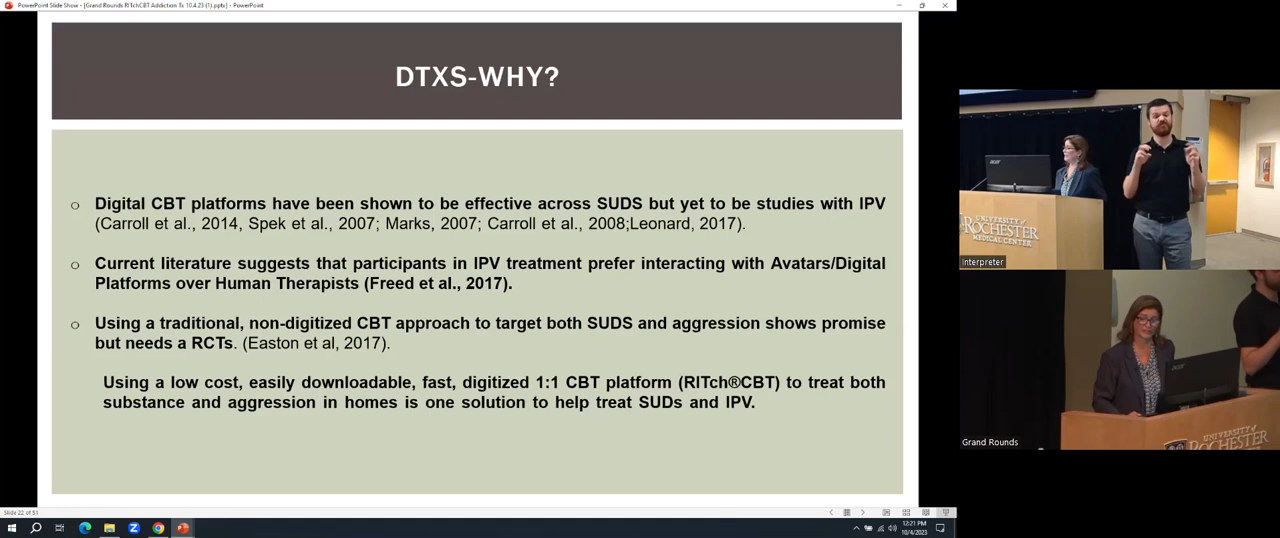 PowerPoint Slide Show - [Grand Rounds RITchCBT Addiction Tx 10.4.23 (1).pptx] - PowerPoint
DTXS-WHY?
Digital CBT platforms have been shown to be effective across SUDS but yet to be studies with IPV
(Carroll et al., 2014, Spek et al., 2007; Marks, 2007; Carroll et al., 2008;Leonard, 2017).
Current literature suggests that participants in IPV treatment prefer interacting with Avatars/Digital
Platforms over Human Therapists (Freed et al., 2017).
Using a traditional, non-digitized CBT approach to target both SUDS and aggression shows promise
but needs a RCTs. (Easton et al, 2017).
Using a low cost, easily downloadable, fast, digitized 1:1 CBT platform (RITch®CBT) to treat both
substance and aggression in homes is one solution to help treat SUDs and IPV.
Slide 22 of 51
12:21 PM
10/4/2023
acer
UNIVERSITY of
ROCHESTER
MEDICAL CENTER
Interpreter
acer
UNIVERSITY of
ROCHESTER
Grand Rounds